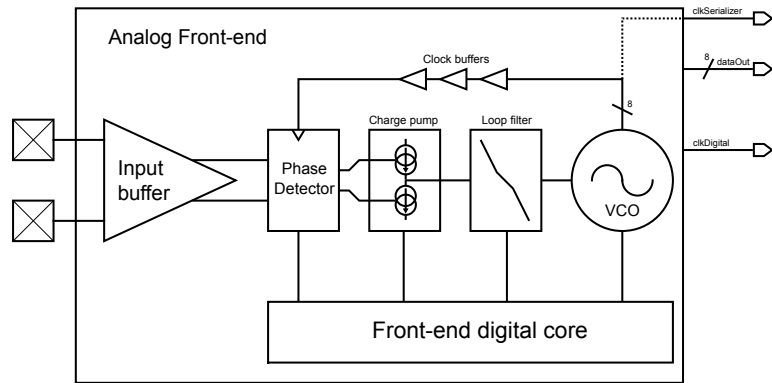 clkSerializer
Analog Front-end
8
dataOut
Clock buffers
8
Charge pump
Loop filter
clkDigital
Input
buffer
Phase
Detector
VCO
Front-end digital core